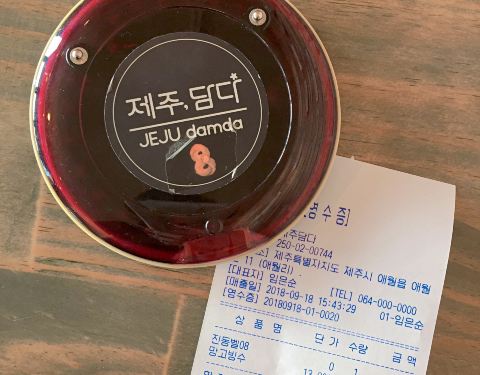 제주,담다
JEJU damda
8
영수증]
제주담다
250-02-00744
소] 제주특별자치도 제주시 애월읍 애월
11 (애월리)
[대표자] 임은순 [TEL] 064-000-0000
[매출일] 2018-09-18 15:43:29 01-임은순
[영수증] 20180918-01-0020
상 품 명 단 가 수량 금 액
진동벨08 0 1
망고빙수